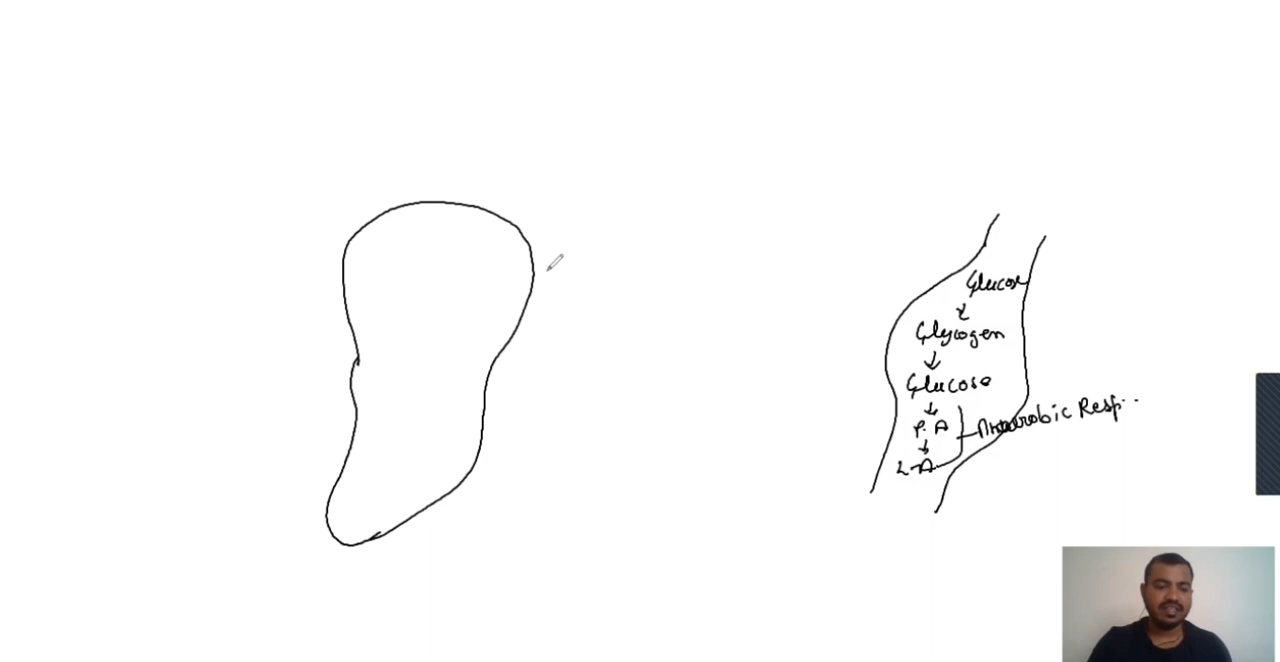 Glucose
Glycogen
Glucose
P. A
L-A
Anaerobic Resp..